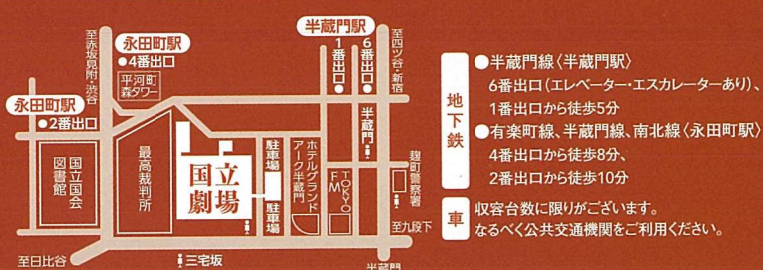 至赤坂見附・渋谷
永田町駅
●4番出口
平河町
森タワー
永田町駅
●2番出口
国立国会
図書館
最高裁判所
国立
劇場
駐車場
駐車場
ホテルグランド
アーク半蔵門
TOKYO
FM
半蔵門駅
1番出口●
6番出口●
至四ツ谷・新宿
半蔵門
麹町警察署
至九段下
至日比谷
三宅坂
半蔵門
地下鉄
●半蔵門線〈半蔵門駅〉
6番出口(エレベーター・エスカレーターあり)、
1番出口から徒歩5分
●有楽町線、半蔵門線、南北線〈永田町駅〉
4番出口から徒歩8分、
2番出口から徒歩10分
車
収容台数に限りがございます。
なるべく公共交通機関をご利用ください。